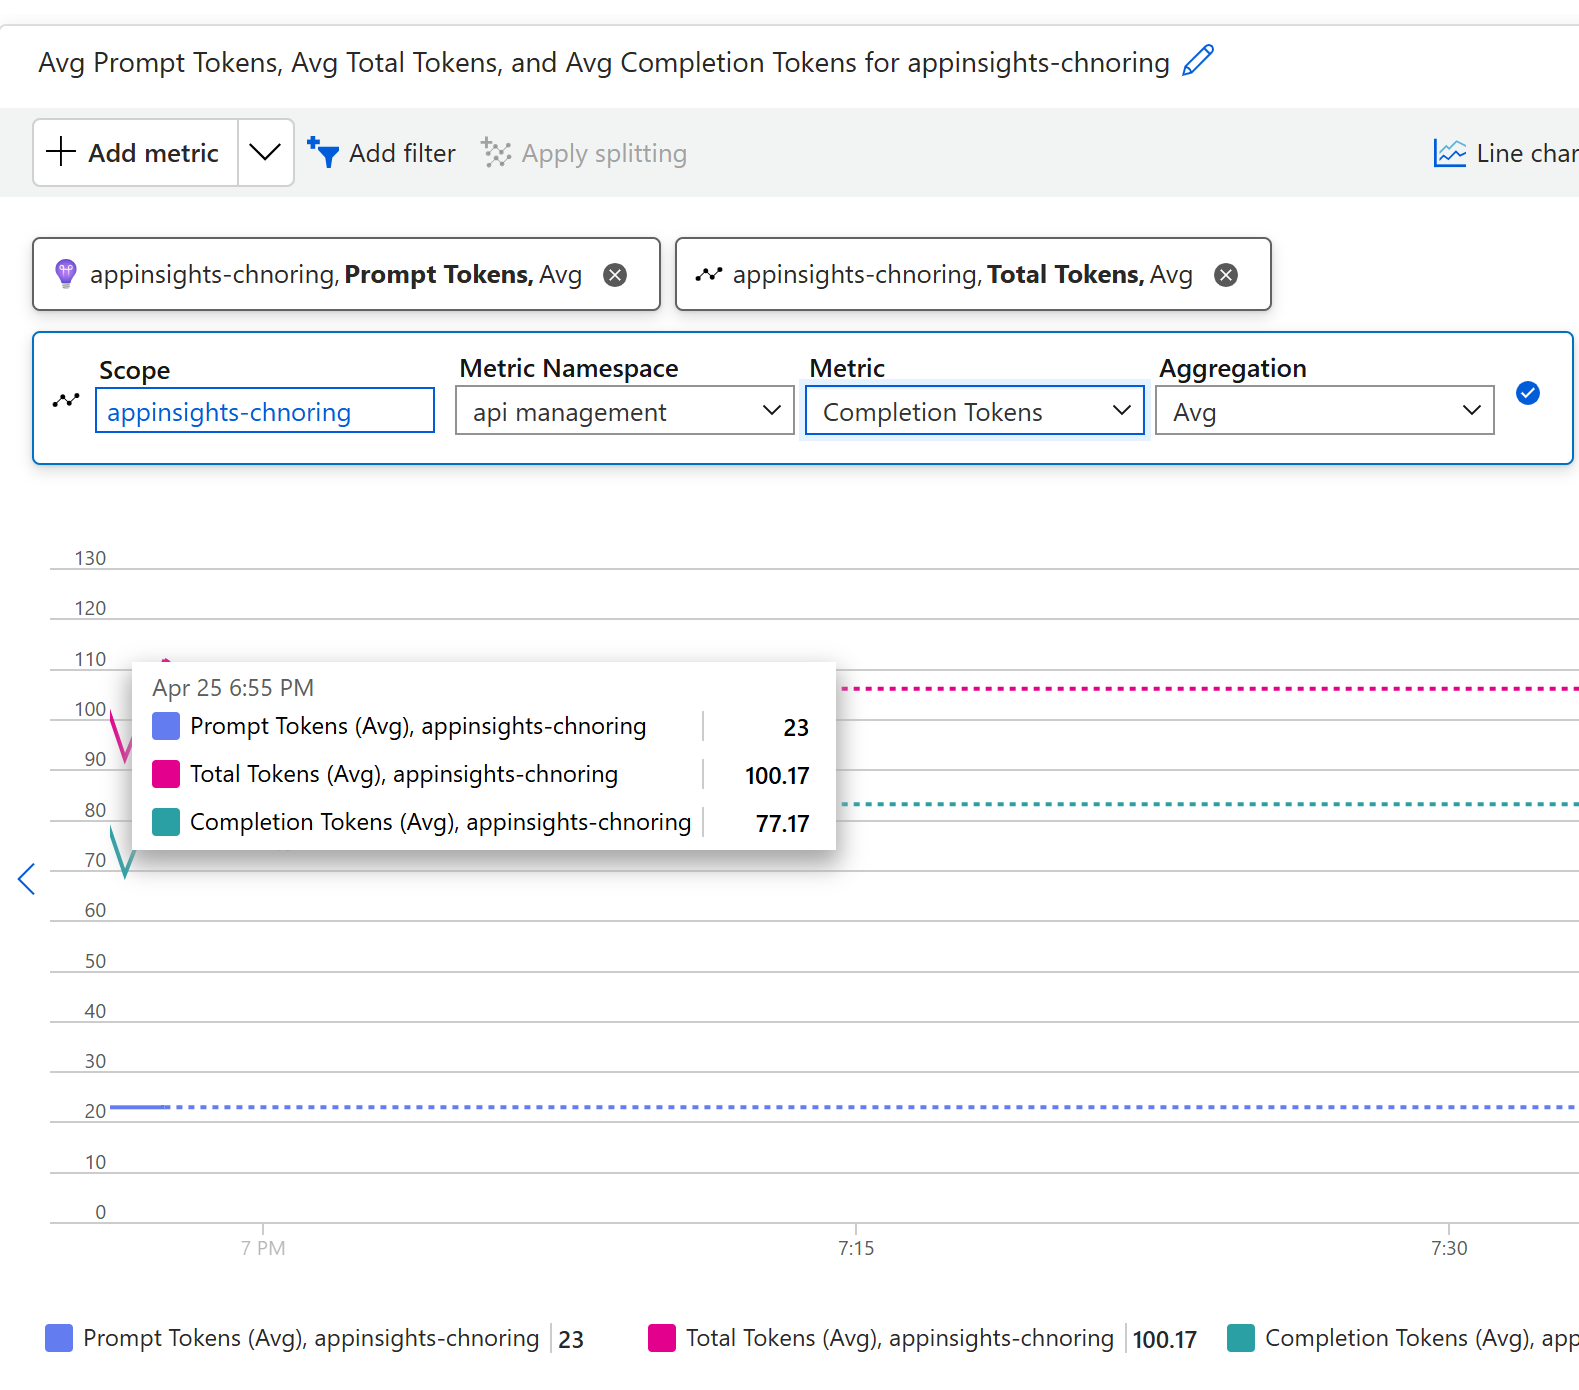 Avg Prompt Tokens, Avg Total Tokens, and Avg Completion Tokens for appinsights-chnoring
Add metric
Add filter
Apply splitting
Line char
appinsights-chnoring, Prompt Tokens, Avg
appinsights-chnoring, Total Tokens, Avg
Scope
Metric Namespace
Metric
Aggregation
appinsights-chnoring
api management
Completion Tokens
Avg
130
120
110
100
90
80
70
60
50
40
30
20
10
0
Apr 25 6:55 PM
Prompt Tokens (Avg), appinsights-chnoring 23
Total Tokens (Avg), appinsights-chnoring 100.17
Completion Tokens (Avg), appinsights-chnoring 77.17
7 PM
7:15
7:30
Prompt Tokens (Avg), appinsights-chnoring 23
Total Tokens (Avg), appinsights-chnoring 100.17
Completion Tokens (Avg), app